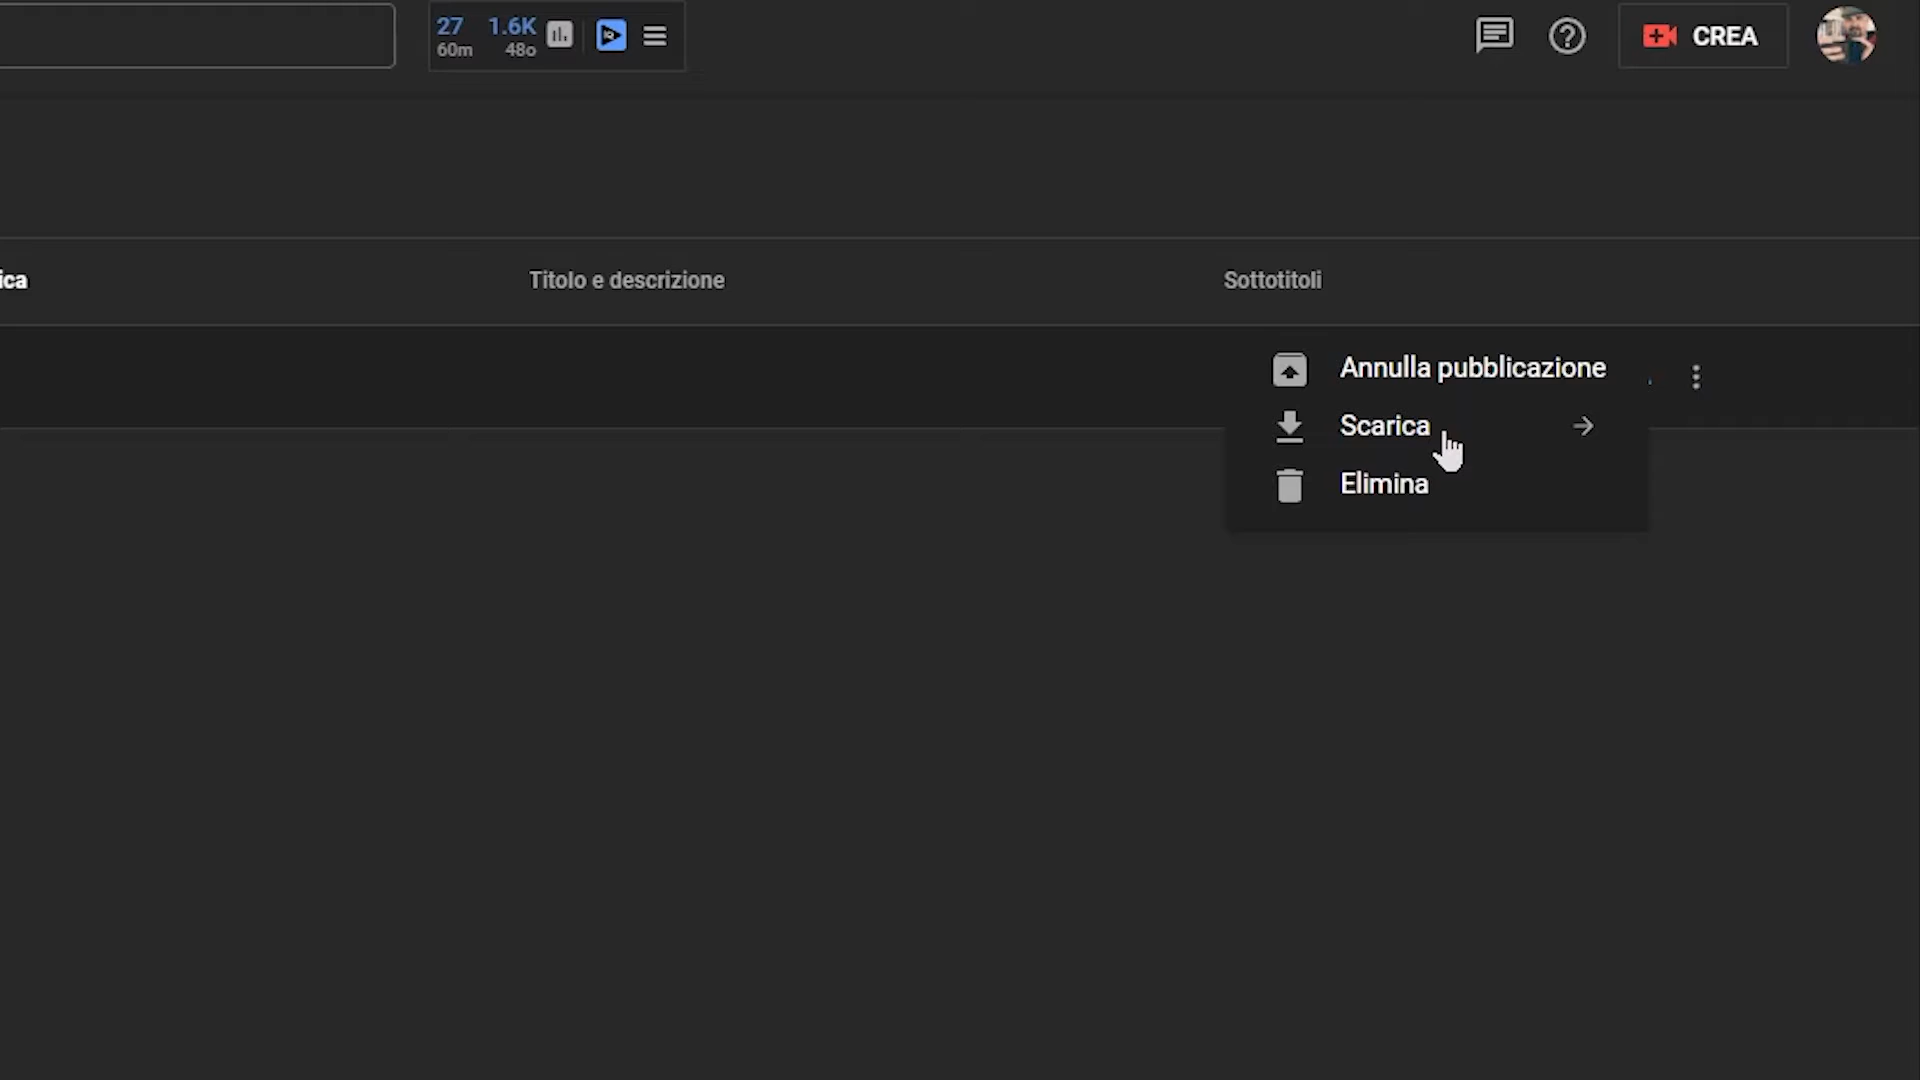 27 1.6K
60m 48o
CREA
ica Titolo e descrizione Sottotitoli
Annulla pubblicazione
Scarica
Elimina